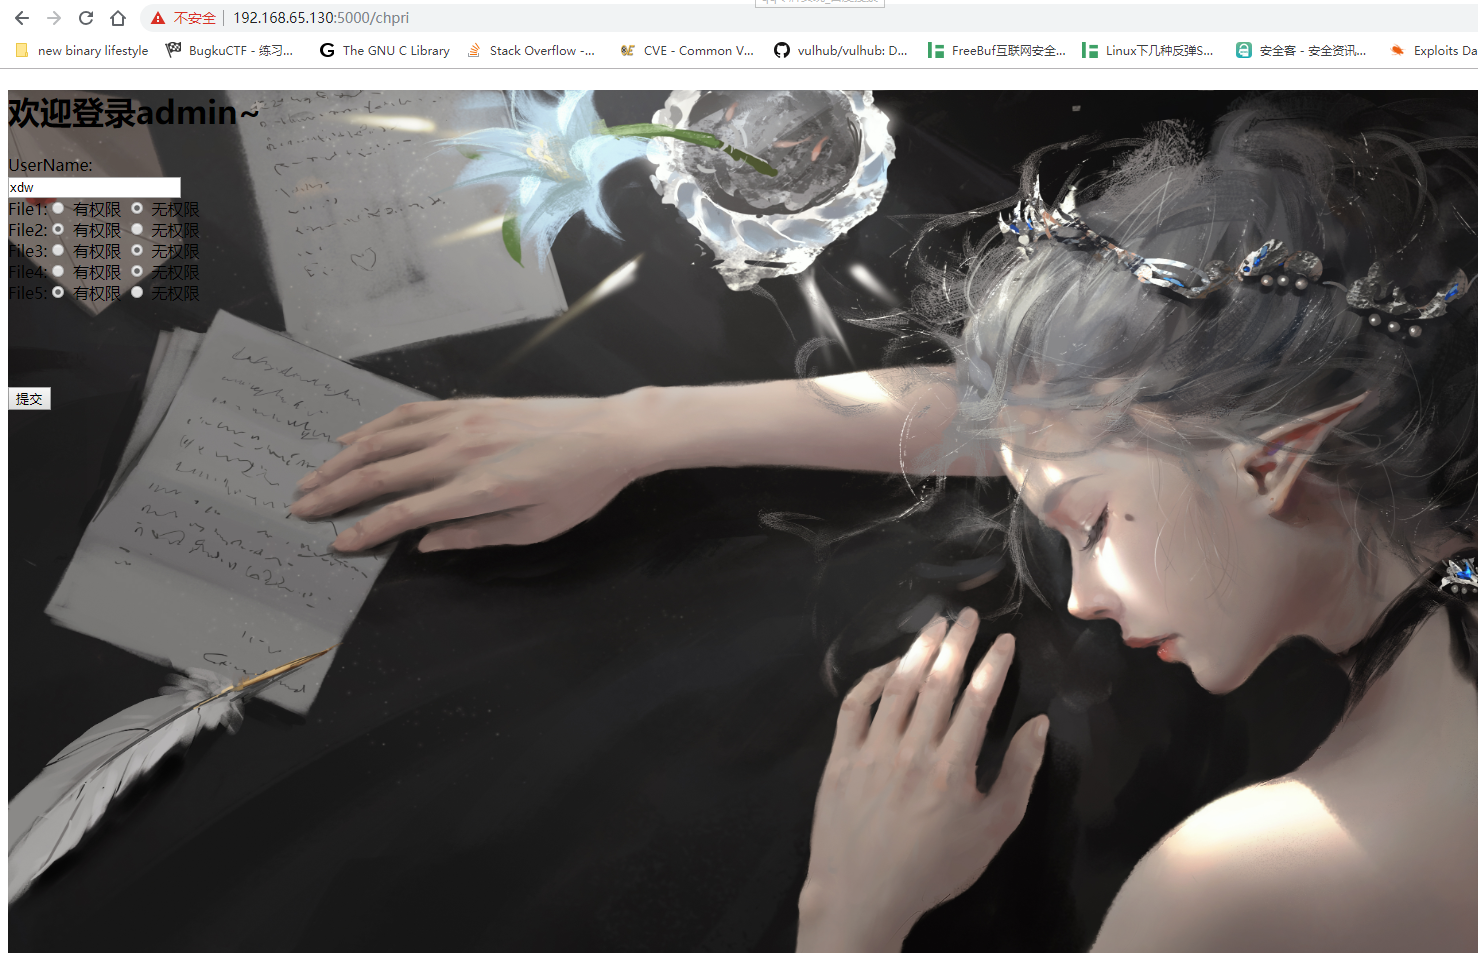 不安全 192.168.65.130:5000/chpri
new binary lifestyle BugkuCTF - 练习... The GNU C Library Stack Overflow -... CVE - Common V... vulhub/vulhub: D... FreeBuf互联网安全... Linux下几种反弹S... 安全客 - 安全资讯... Exploits Da
欢迎登录admin~
UserName:
xdw
File1: 有权限 无权限
File2: 有权限 无权限
File3: 有权限 无权限
File4: 有权限 无权限
File5: 有权限 无权限
提交